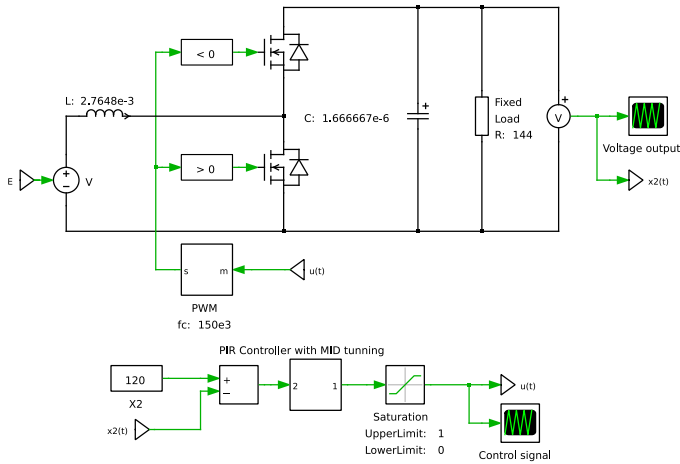 < 0
L: 2.7648e-3
C: 1.666667e-6
+
Fixed
Load
R: 144
+
V
Voltage output
> 0
E
+
−
V
x2(t)
s
m
u(t)
PWM
fc: 150e3
PIR Controller with MID tunning
120
+
−
2
1
u(t)
X2
x2(t)
Saturation
UpperLimit: 1
LowerLimit: 0
Control signal